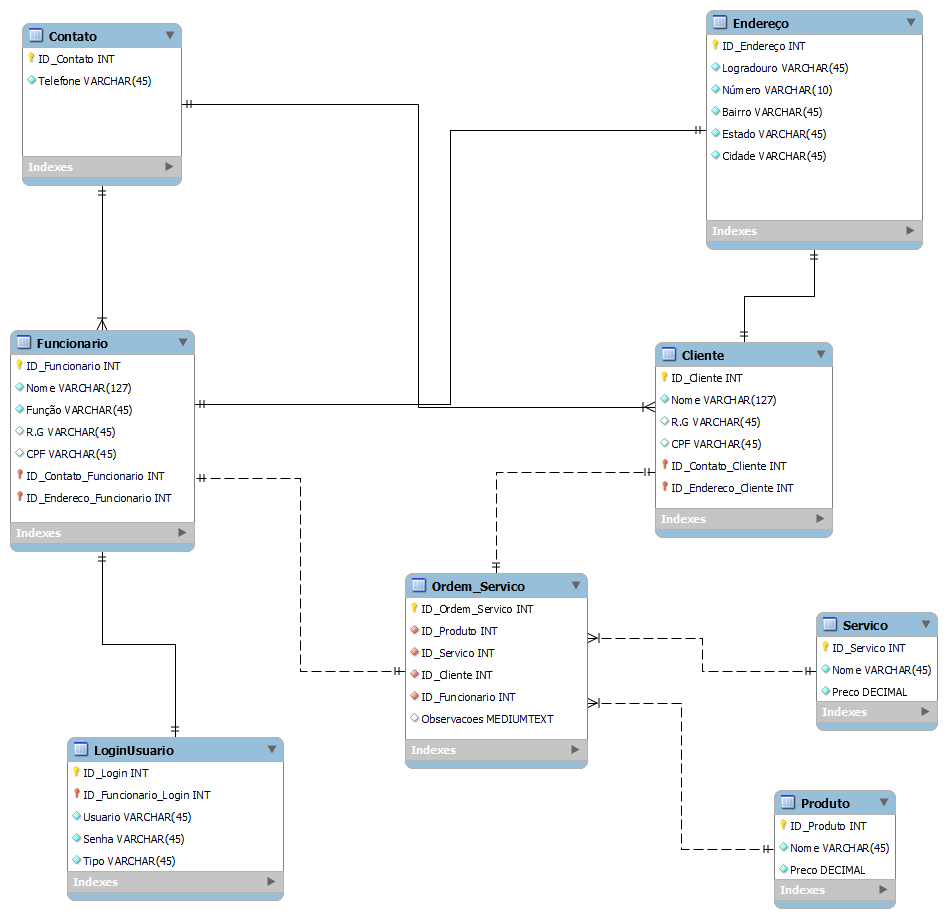 Contato
ID_Contato INT
Telefone VARCHAR(45)
Indexes
Endereço
ID_Endereço INT
Logradouro VARCHAR(45)
Número VARCHAR(10)
Bairro VARCHAR(45)
Estado VARCHAR(45)
Cidade VARCHAR(45)
Indexes
Funcionario
ID_Funcionario INT
Nome VARCHAR(127)
Função VARCHAR(45)
R.G VARCHAR(45)
CPF VARCHAR(45)
ID_Contato_Funcionario INT
ID_Endereco_Funcionario INT
Indexes
Cliente
ID_Cliente INT
Nome VARCHAR(127)
R.G VARCHAR(45)
CPF VARCHAR(45)
ID_Contato_Cliente INT
ID_Endereco_Cliente INT
Indexes
Ordem_Servico
ID_Ordem_Servico INT
ID_Produto INT
ID_Servico INT
ID_Cliente INT
ID_Funcionario INT
Observacoes MEDIUMTEXT
Indexes
Servico
ID_Servico INT
Nome VARCHAR(45)
Preco DECIMAL
Indexes
LoginUsuario
ID_Login INT
ID_Funcionario_Login INT
Usuario VARCHAR(45)
Senha VARCHAR(45)
Tipo VARCHAR(45)
Indexes
Produto
ID_Produto INT
Nome VARCHAR(45)
Preco DECIMAL
Indexes